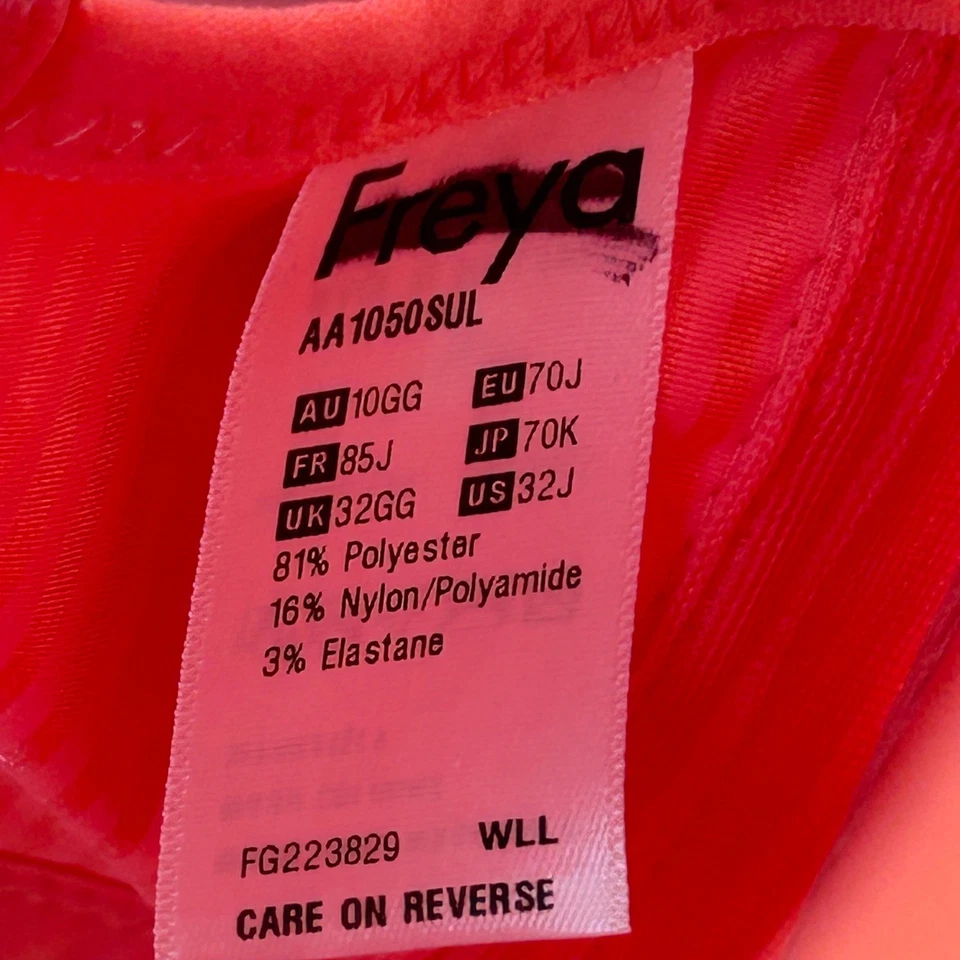 Freya
AA1050SUL
AU 10GG EU 70J
FR 85J JP 70K
UK 32GG US 32J
81% Polyester
16% Nylon/Polyamide
3% Elastane
FG223829 WLL
CARE ON REVERSE